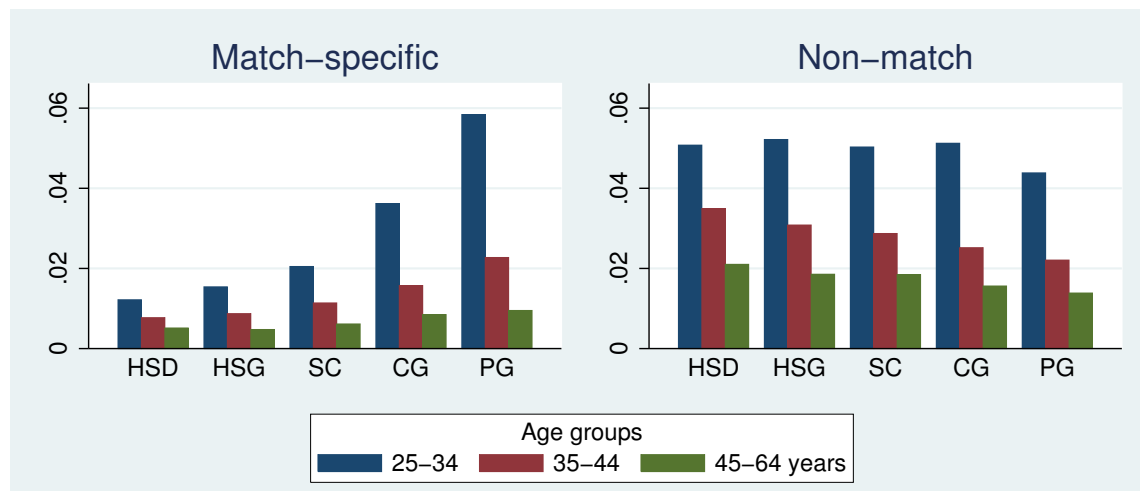 Match−specific
.06
.04
.02
0
HSD HSG SC CG PG
Non−match
.06
.04
.02
0
HSD HSG SC CG PG
Age groups
25−34 35−44 45−64 years